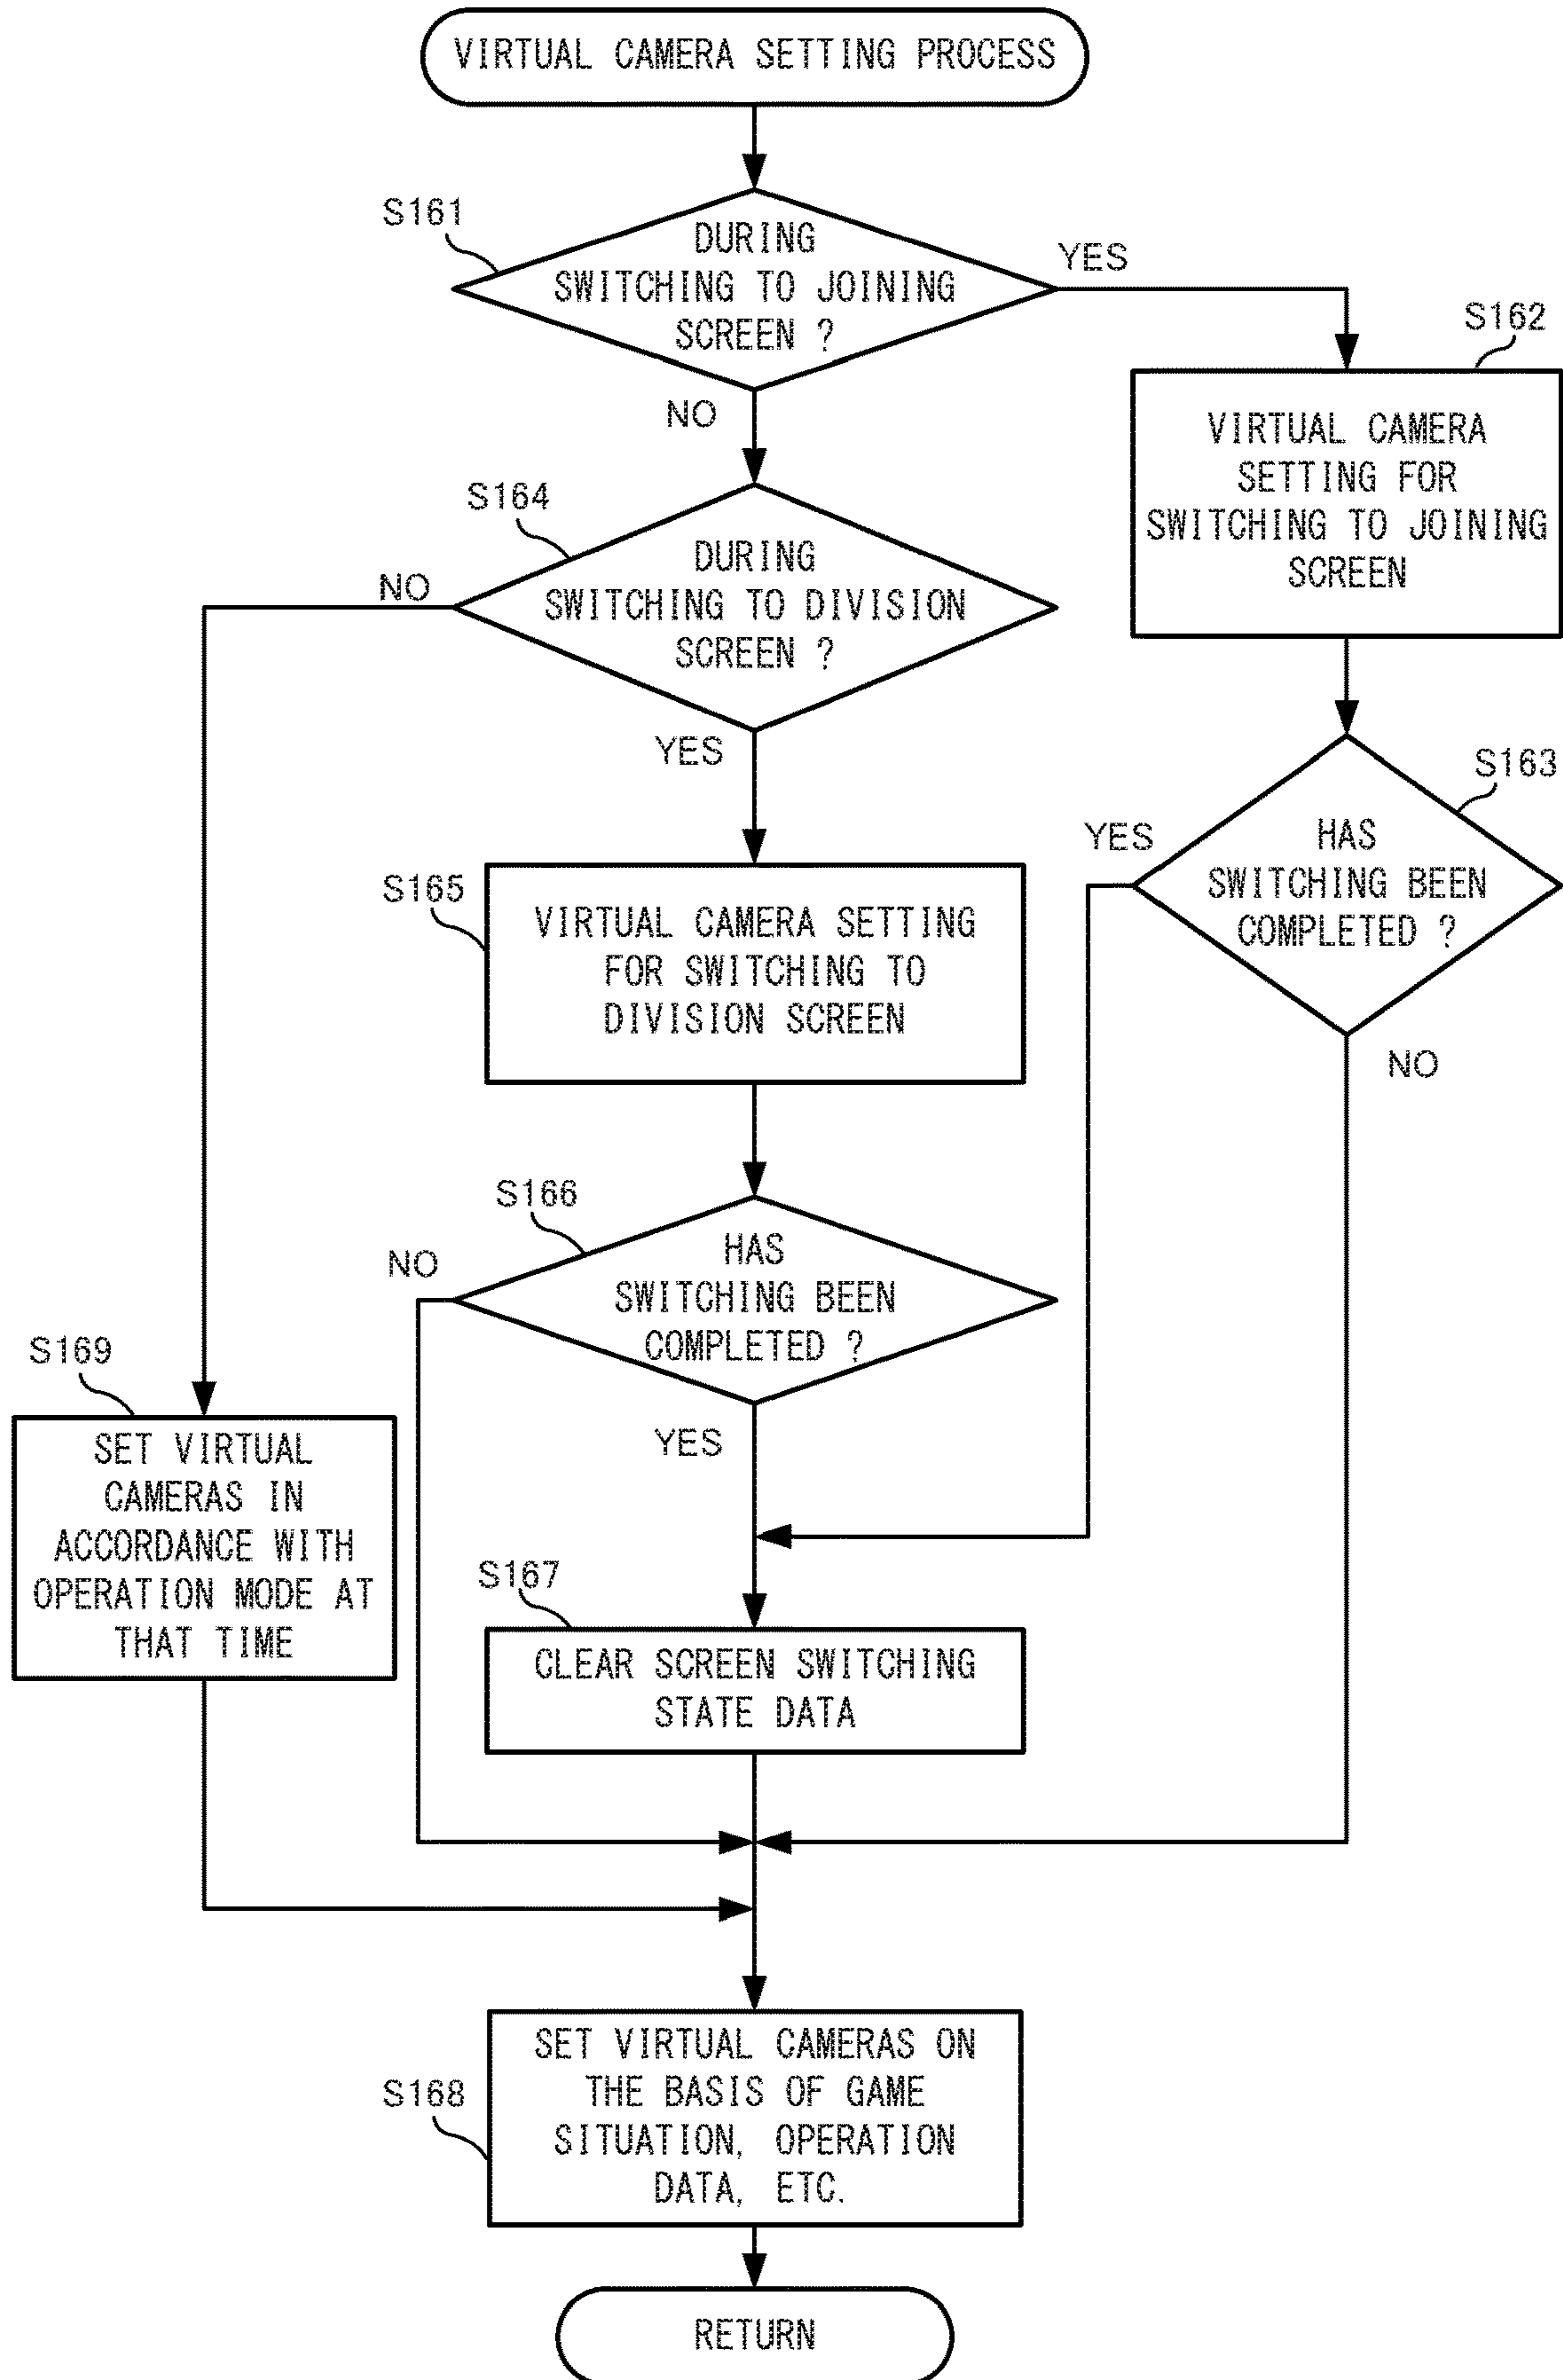 VIRTUAL CAMERA SETTING PROCESS
S161
DURING
SWITCHING TO JOINING
SCREEN ?
YES
NO
S162
VIRTUAL CAMERA
SETTING FOR
SWITCHING TO JOINING
SCREEN
S164
DURING
SWITCHING TO DIVISION
SCREEN ?
NO
YES
S163
HAS
SWITCHING BEEN
COMPLETED ?
YES
NO
S165
VIRTUAL CAMERA SETTING
FOR SWITCHING TO
DIVISION SCREEN
S166
HAS
SWITCHING BEEN
COMPLETED ?
NO
YES
S169
SET VIRTUAL
CAMERAS IN
ACCORDANCE WITH
OPERATION MODE AT
THAT TIME
S167
CLEAR SCREEN SWITCHING
STATE DATA
S168
SET VIRTUAL CAMERAS ON
THE BASIS OF GAME
SITUATION, OPERATION
DATA, ETC.
RETURN